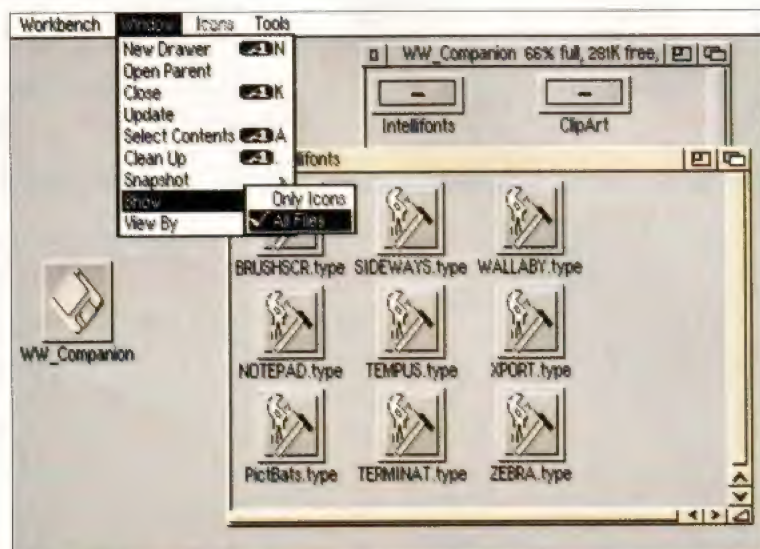 Workbench Window Icons Tools
New Drawer N
Open Parent
Close K
Update
Select Contents A
Clean Up .
Snapshot
Show
View By
Only Icons
All Files
WW_Companion 66% full, 281K free,
Intellifonts
ClipArt
llifonts
BRUSHSCR.type SIDEWAYS.type WALLABY.type
NOTEPAD.type TEMPUS.type XPORT.type
PictBats.type TERMINAT.type ZEBRA.type
WW_Companion